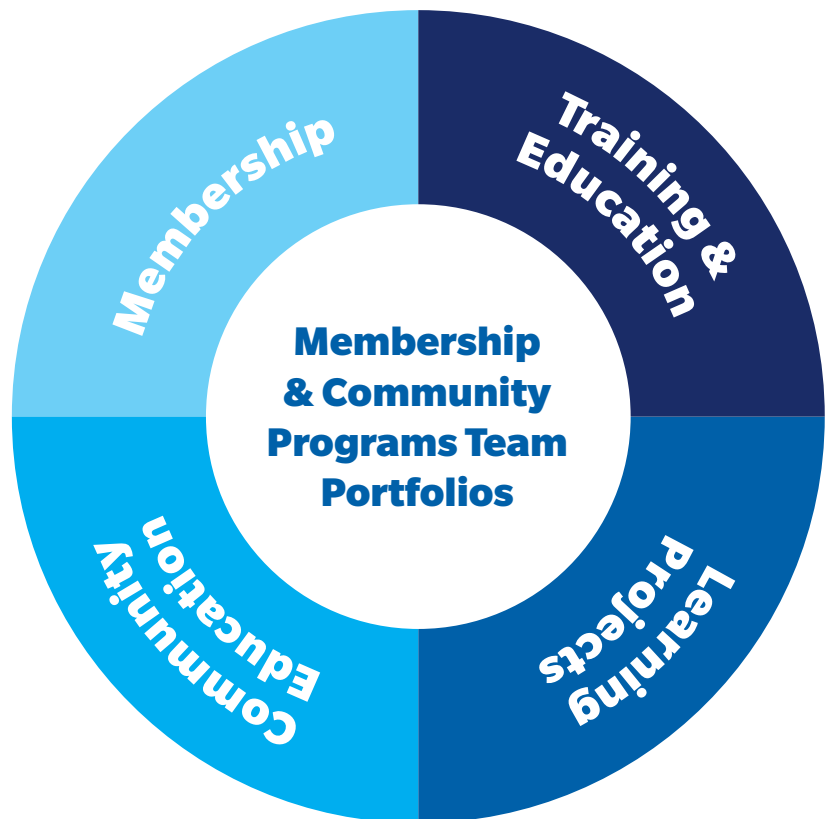 Membership
& Community
Programs Team
Portfolios
Training &
Education
Learning
Projects
Community
Education
Membership